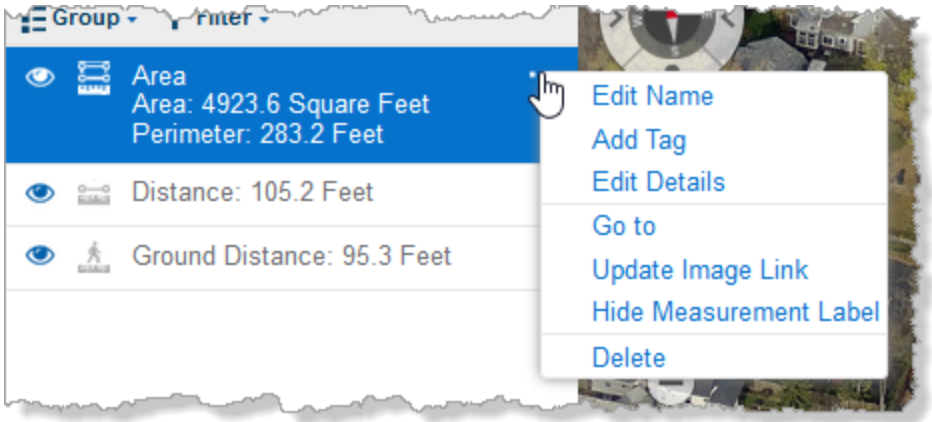 Group
Filter
Area
Area: 4923.6 Square Feet
Perimeter: 283.2 Feet
Distance: 105.2 Feet
Ground Distance: 95.3 Feet
Edit Name
Add Tag
Edit Details
Go to
Update Image Link
Hide Measurement Label
Delete